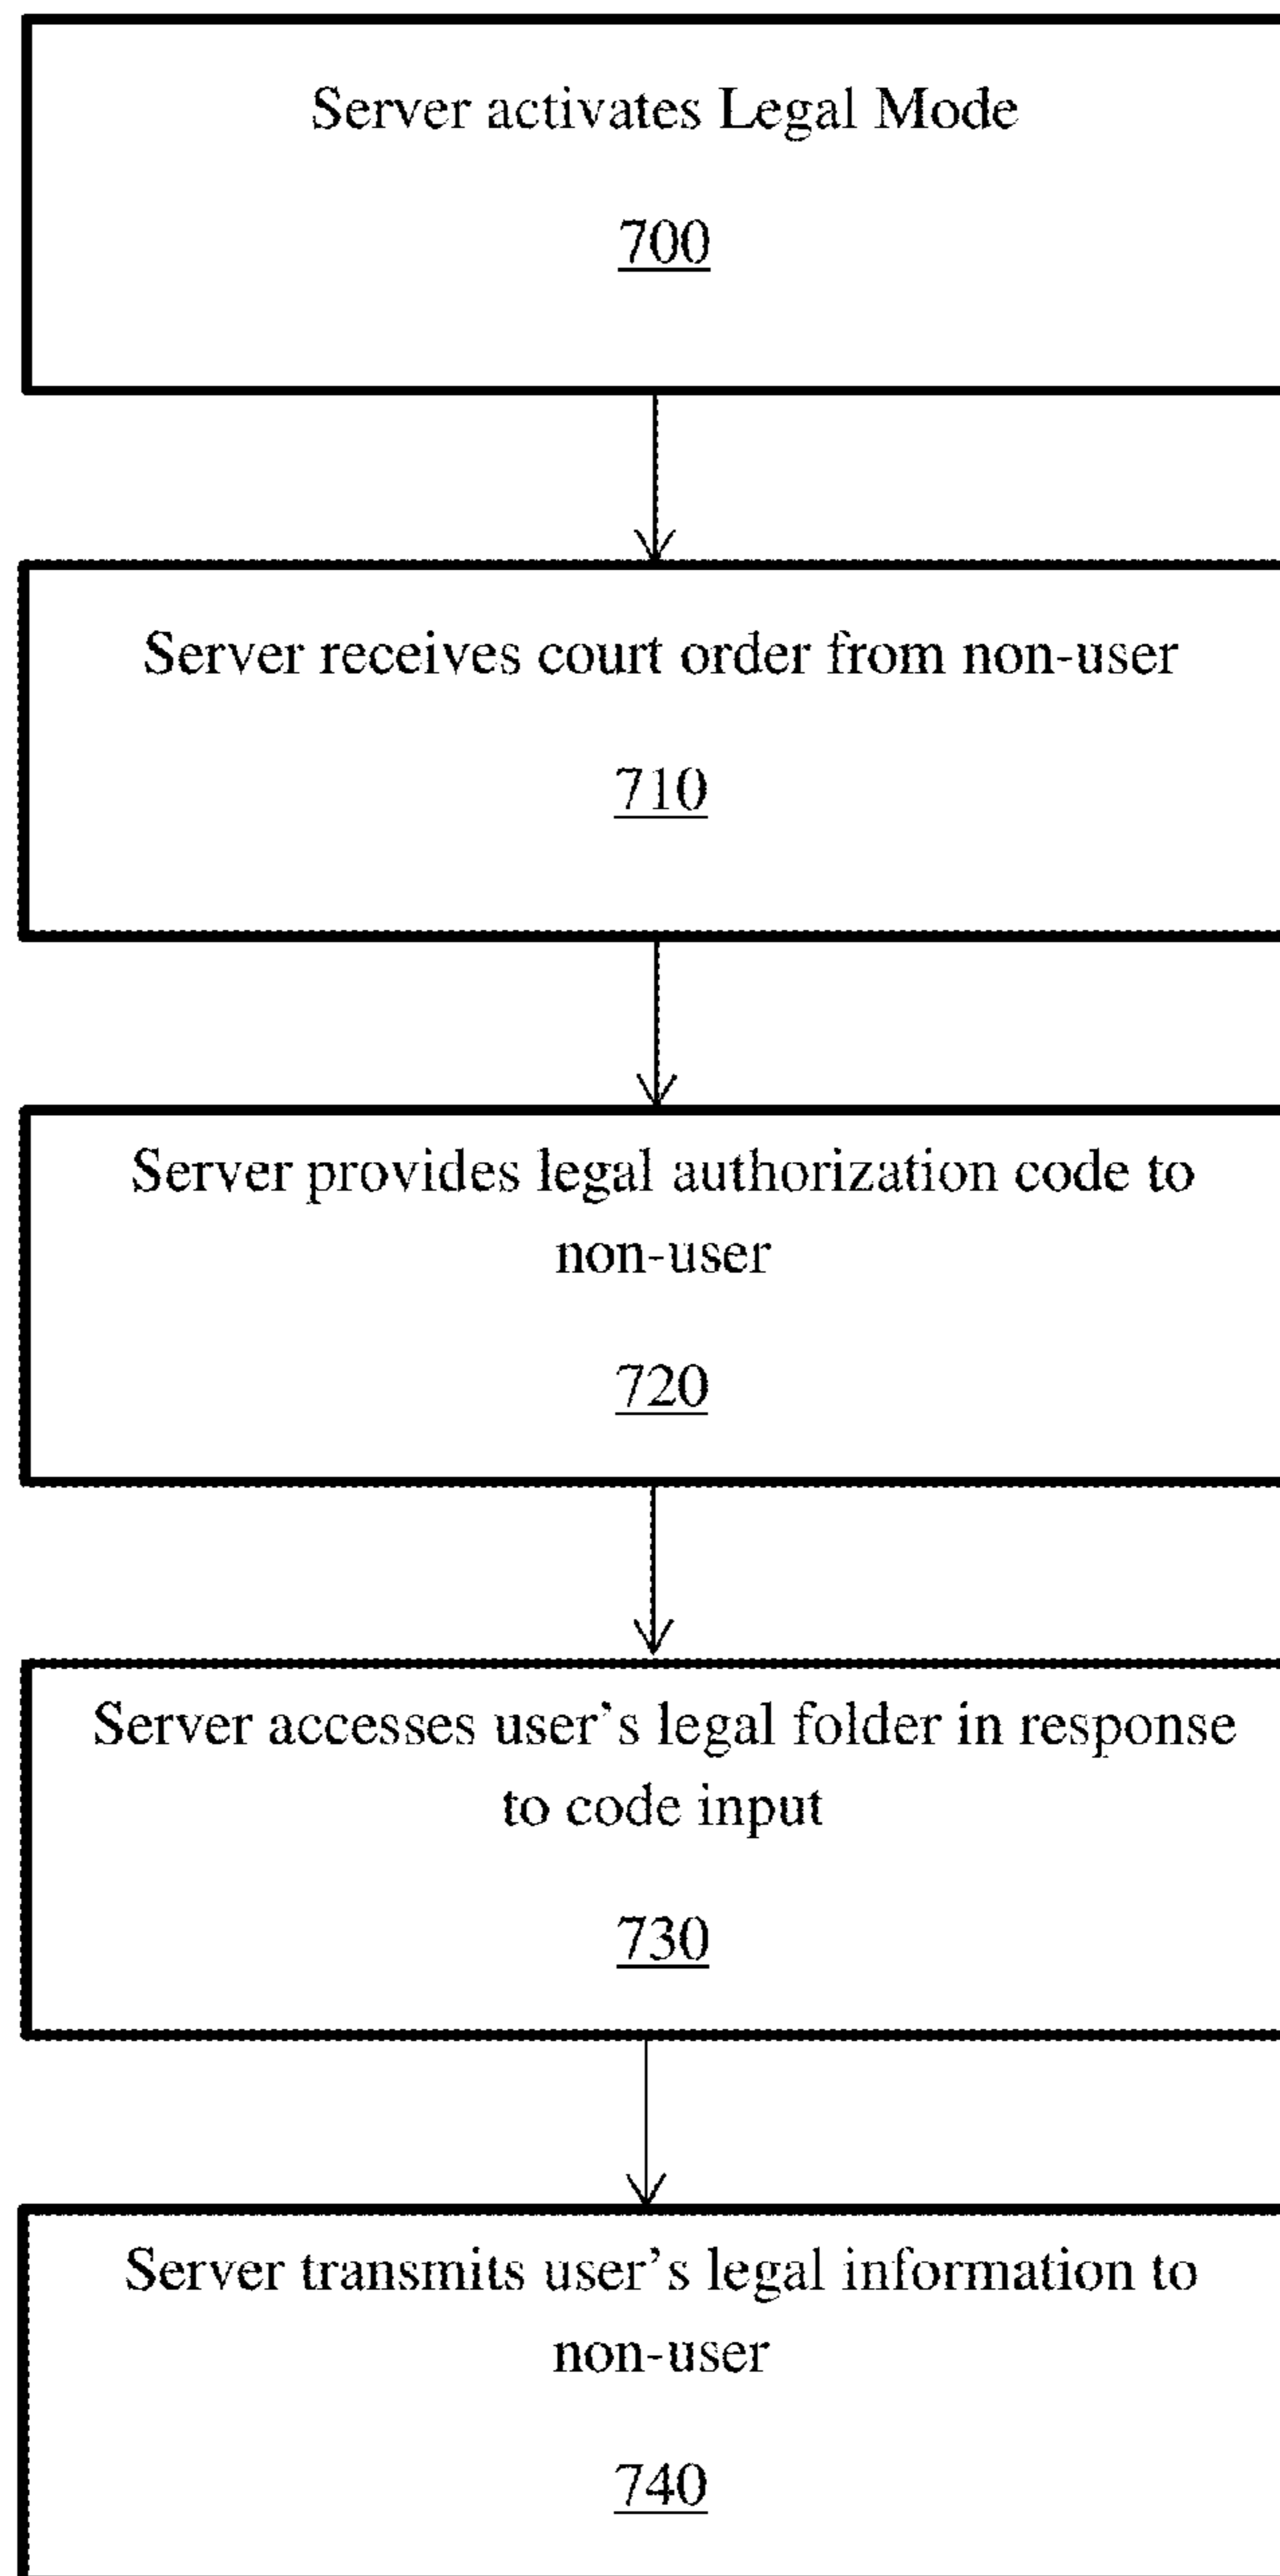 Server activates Legal Mode
700
Server receives court order from non-user
710
Server provides legal authorization code to
non-user
720
Server accesses user’s legal folder in response
to code input
730
Server transmits user’s legal information to
non-user
740